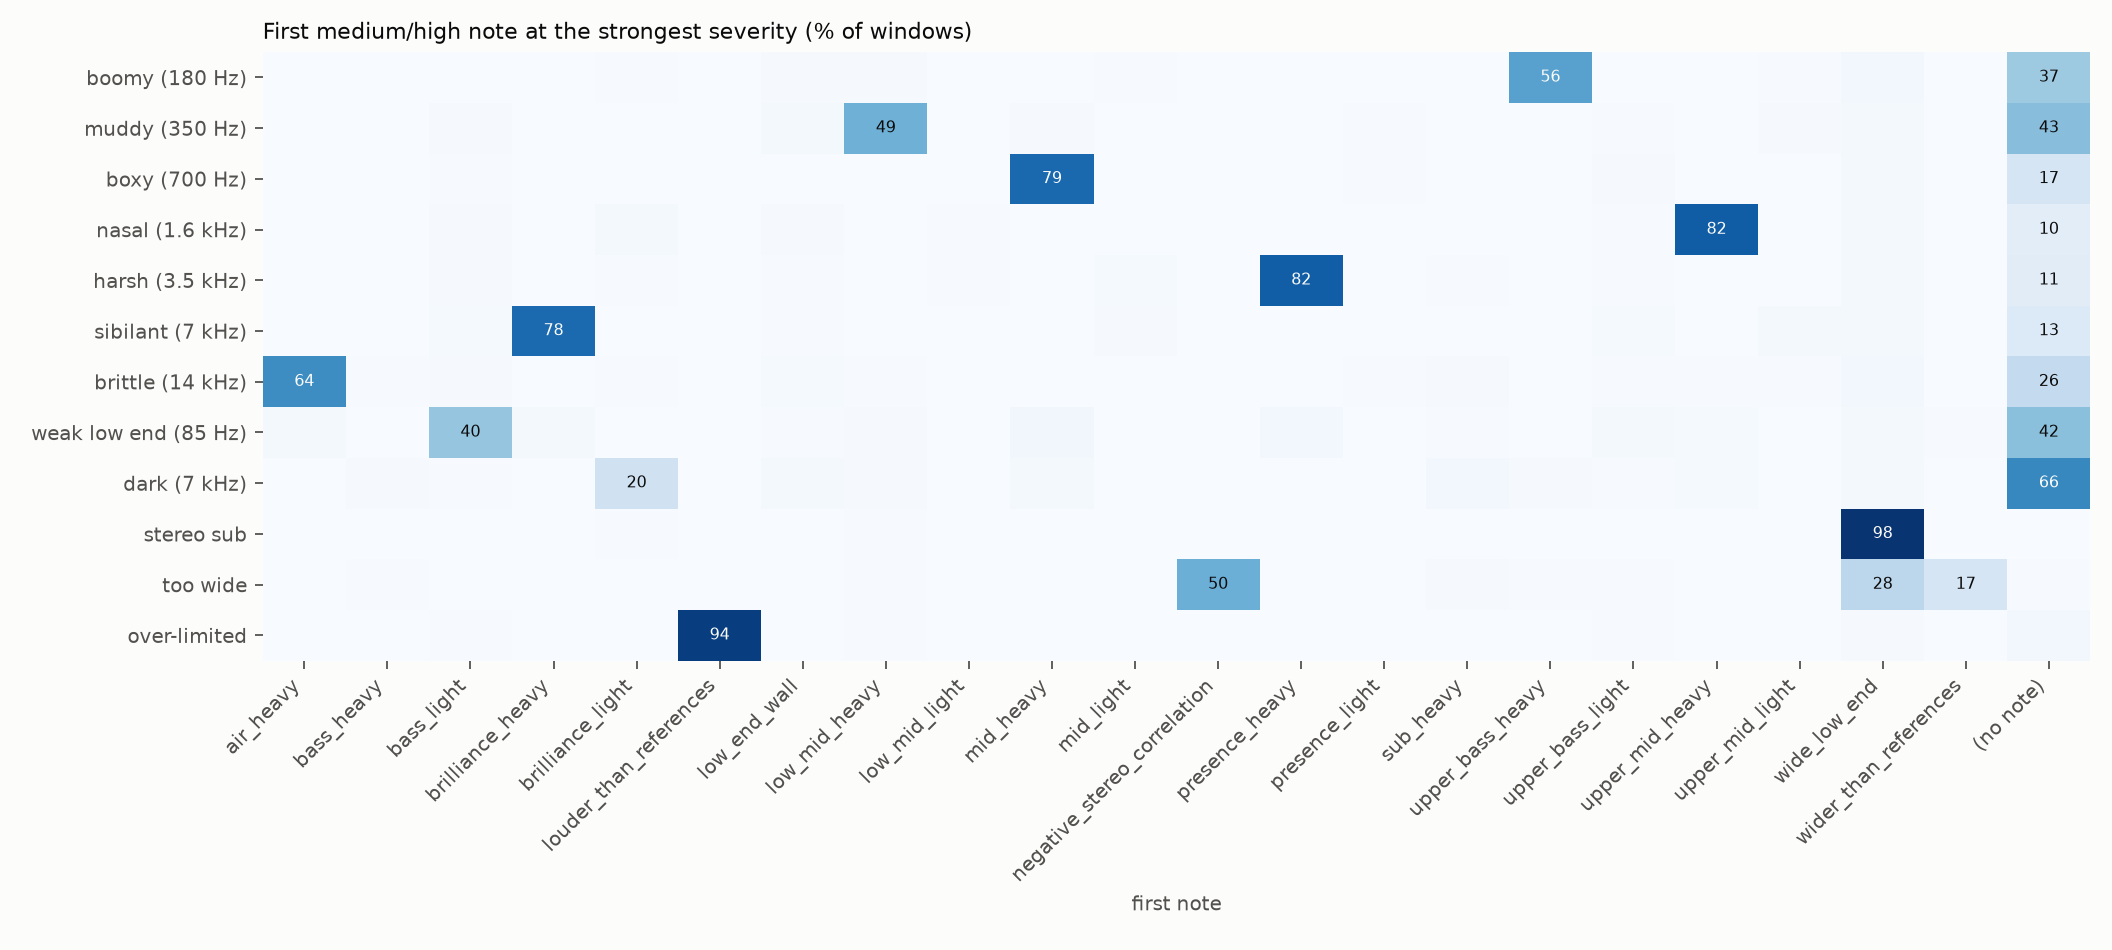 First medium/high note at the strongest severity (% of windows)
boomy (180 Hz) 56 37
muddy (350 Hz) 49 43
boxy (700 Hz) 79 17
nasal (1.6 kHz) 82 10
harsh (3.5 kHz) 82 11
sibilant (7 kHz) 78 13
brittle (14 kHz) 64 26
weak low end (85 Hz) 40 42
dark (7 kHz) 20 66
stereo sub 98
too wide 50 28 17
over-limited 94
air_heavy
bass_heavy
bass_light
brilliance_heavy
brilliance_light
louder_than_references
low_end_wall
low_mid_heavy
low_mid_light
mid_heavy
mid_light
negative_stereo_correlation
presence_heavy
presence_light
sub_heavy
upper_bass_heavy
upper_bass_light
upper_mid_heavy
upper_mid_light
wide_low_end
wider_than_references
(no note)
first note